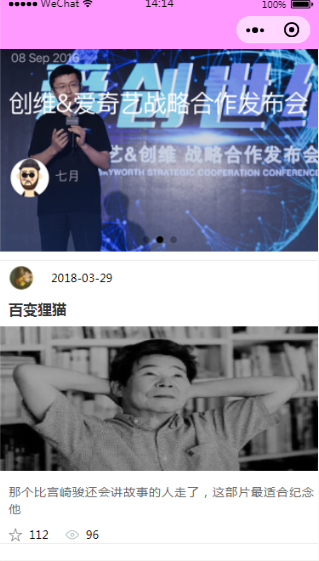 ●●●●● WeChat 14:14 100%
08 Sep 2016
创维&爱奇艺战略合作发布会
艺&创维 战略合作发布会
SKYWORTH STRATEGIC COOPERATION CONFERENCE
七月
2018-03-29
百变狸猫
那个比宫崎骏还会讲故事的人走了，这部片最适合纪念
他
112 96